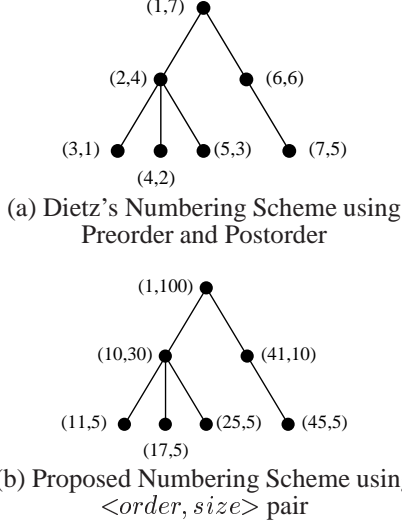 (1,7)
(2,4) (6,6)
(3,1) (5,3) (7,5)
(4,2)
(a) Dietz's Numbering Scheme using
Preorder and Postorder
(1,100)
(10,30) (41,10)
(11,5) (25,5) (45,5)
(17,5)
(b) Proposed Numbering Scheme using
<order, size> pair